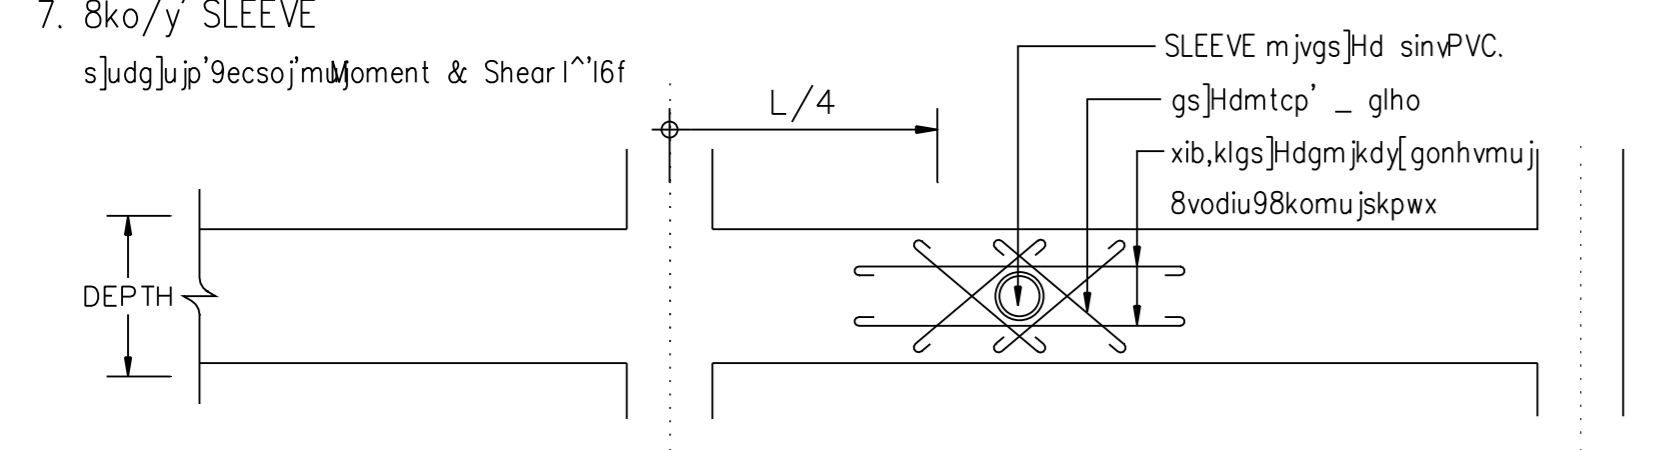 7. 8ko/y' SLEEVE
s]udg]ujp'9ecsoj'mujMoment & Shear l^'l6f
L/4
SLEEVE mjvgs]Hd sinvPVC.
gs]Hdmtcp' _ glho
xib,klgs]Hdgmjkdy[gonhvmuj
8vodiu98komujskpwx
DEPTH